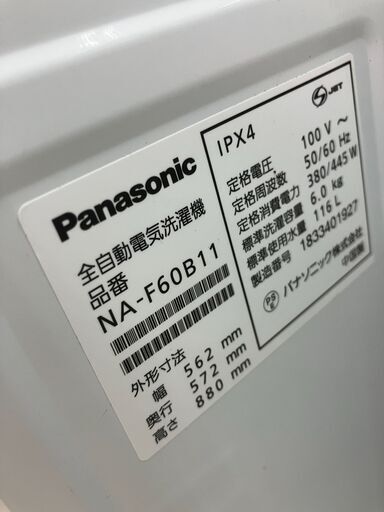 Panasonic
全自動電気洗濯機
品番
NA-F60B11
外形寸法
幅 562 mm
奥行 572 mm
高さ 880 mm
IPX4
JET
定格電圧 100 V～
定格周波数 50/60 Hz
定格消費電力 380/445 W
標準洗濯容量 6.0 kg
標準使用水量 116 L
製造番号 1833401927
PS
E
パナソニック株式会社
中国製